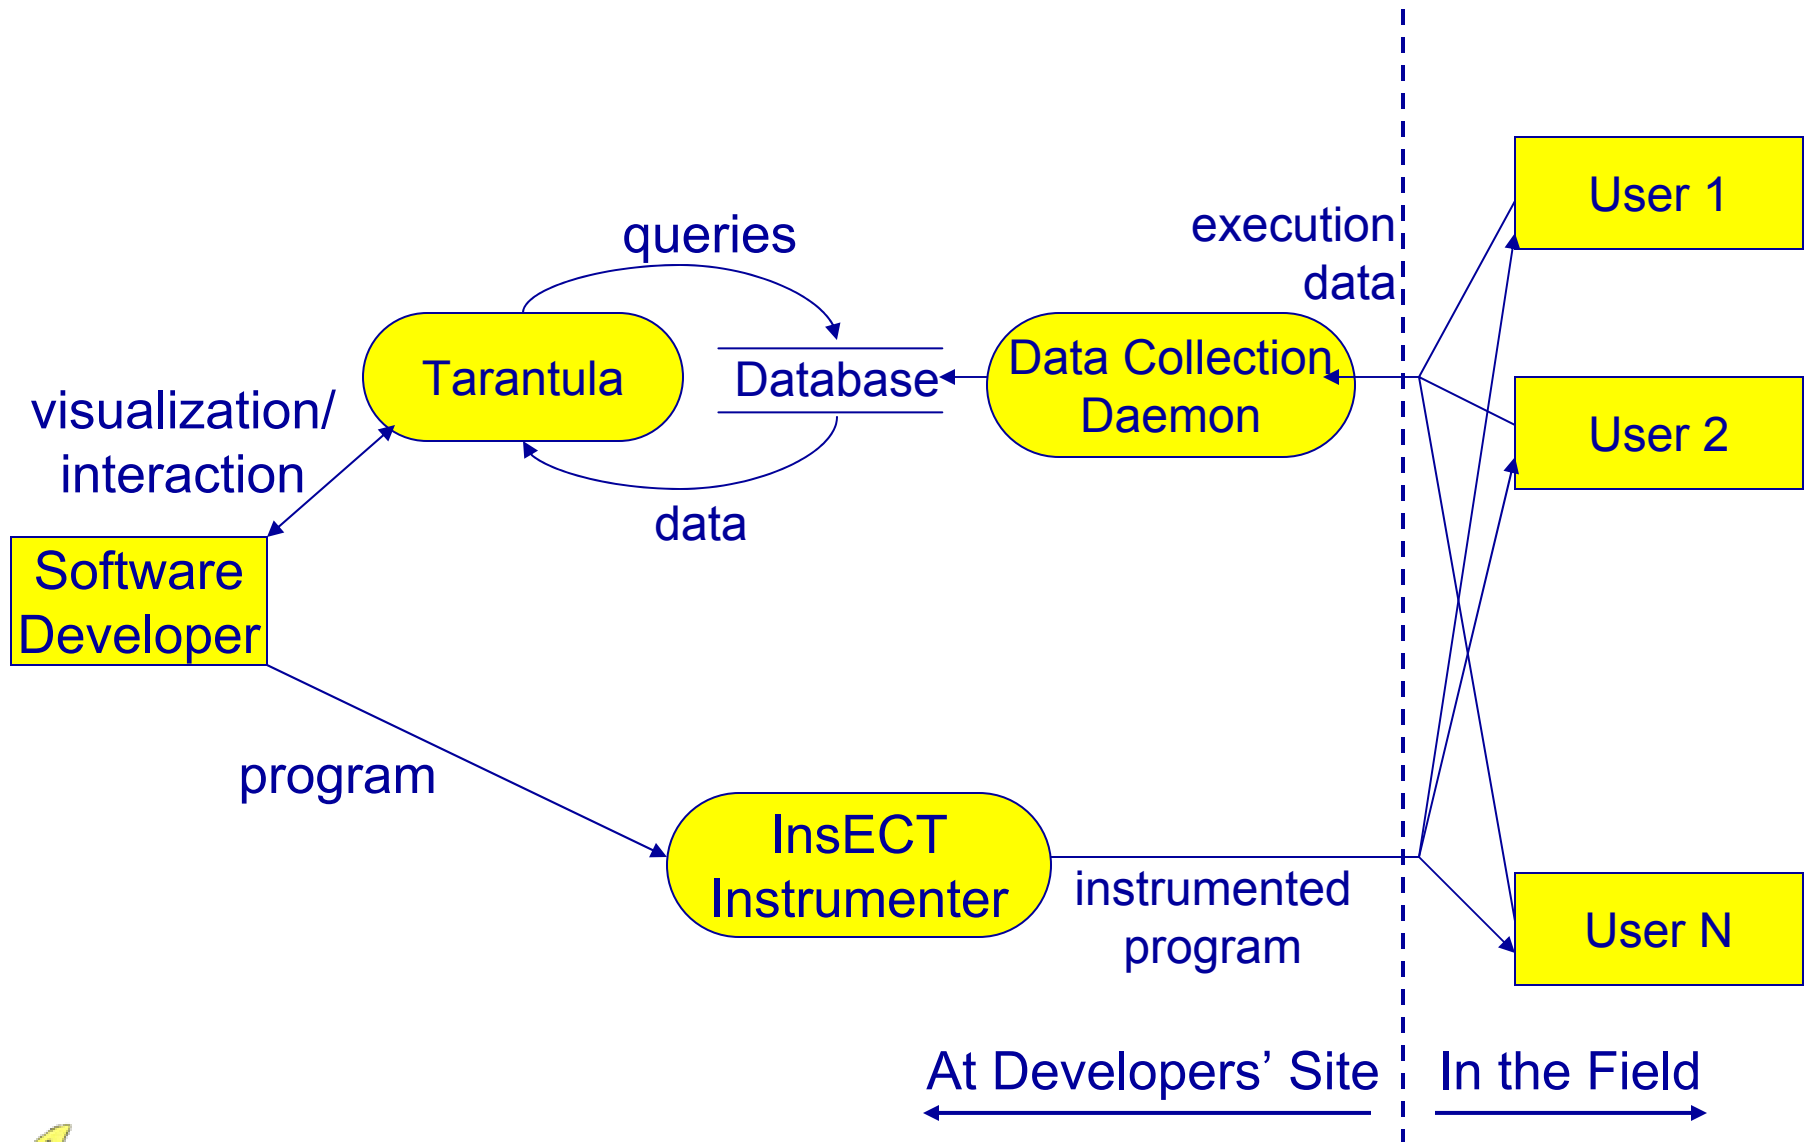 User 1
execution
data
queries
Tarantula
Database
Data Collection
Daemon
User 2
visualization/
interaction
data
Software
Developer
program
InsECT
Instrumenter
instrumented
program
User N
At Developers’ Site
In the Field